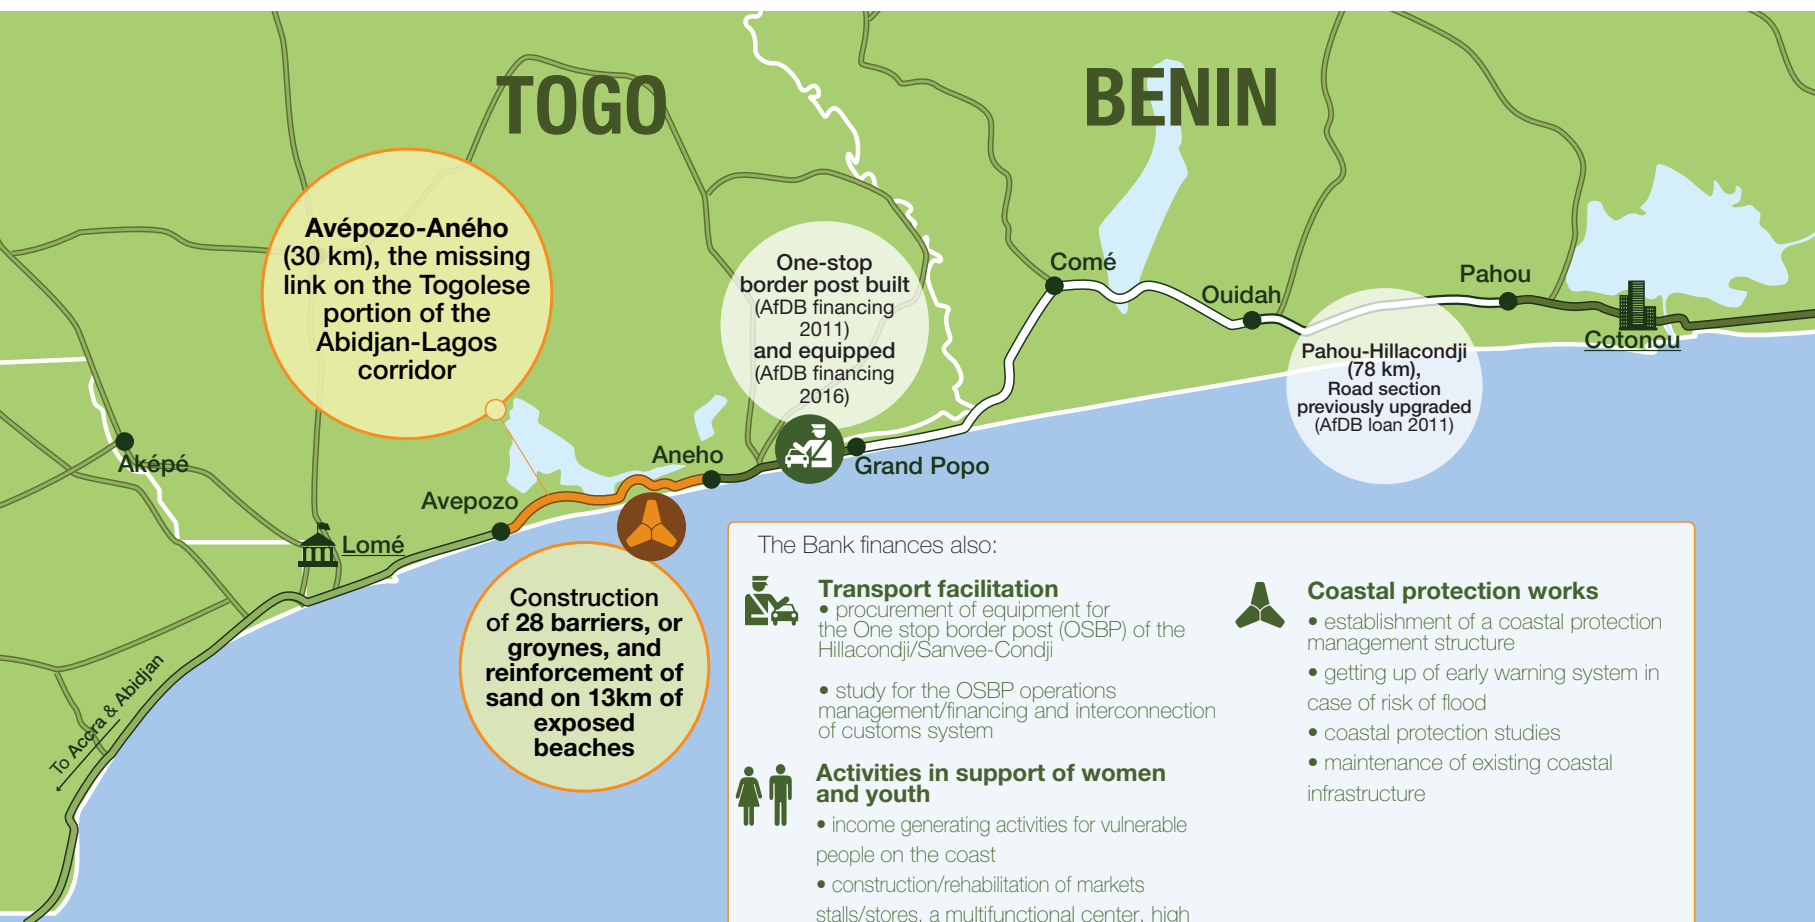 TOGO
BENIN
Avépozo-Aného
(30 km), the missing
link on the Togolese
portion of the
Abidjan-Lagos
corridor
One-stop
border post built
(AfDB financing
2011)
and equipped
(AfDB financing
2016)
Comé
Ouidah
Pahou
Cotonou
Pahou-Hillacondji
(78 km),
Road section
previously upgraded
(AfDB loan 2011)
Aképé
Lomé
Avepozo
Aneho
Grand Popo
To Accra & Abidjan
Construction
of 28 barriers, or
groynes, and
reinforcement of
sand on 13km of
exposed
beaches
The Bank finances also:
Transport facilitation
• procurement of equipment for
the One stop border post (OSBP) of the
Hillacondji/Sanvee-Condji
• study for the OSBP operations
management/financing and interconnection
of customs system
Activities in support of women
and youth
• income generating activities for vulnerable
people on the coast
• construction/rehabilitation of markets
stalls/stores, a multifunctional center, high
Coastal protection works
• establishment of a coastal protection
management structure
• getting up of early warning system in
case of risk of flood
• coastal protection studies
• maintenance of existing coastal
infrastructure